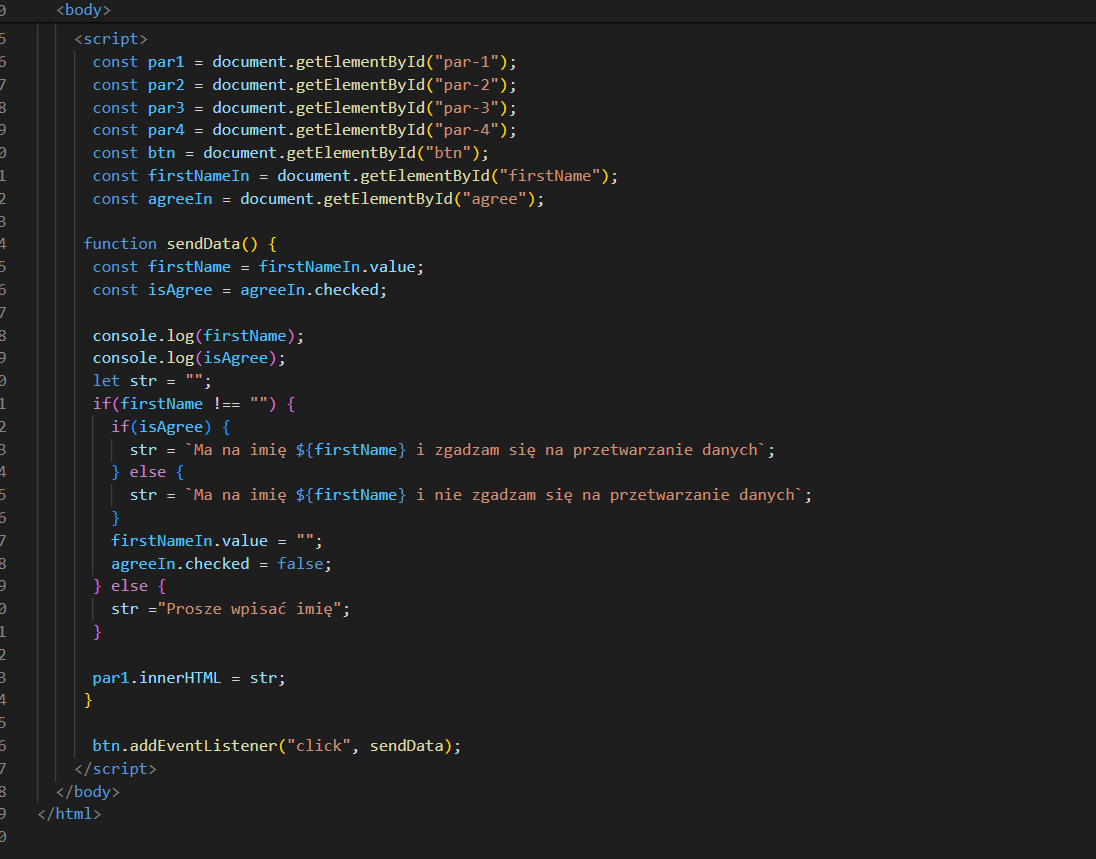 0 <body>
5 <script>
6 const par1 = document.getElementById("par-1");
7 const par2 = document.getElementById("par-2");
8 const par3 = document.getElementById("par-3");
9 const par4 = document.getElementById("par-4");
0 const btn = document.getElementById("btn");
1 const firstNameIn = document.getElementById("firstName");
2 const agreeIn = document.getElementById("agree");
3
4 function sendData() {
5 const firstName = firstNameIn.value;
6 const isAgree = agreeIn.checked;
7
8 console.log(firstName);
9 console.log(isAgree);
0 let str = "";
1 if(firstName !== "") {
2 if(isAgree) {
3 str = `Ma na imię ${firstName} i zgadzam się na przetwarzanie danych`;
4 } else {
5 str = `Ma na imię ${firstName} i nie zgadzam się na przetwarzanie danych`;
6 }
7 firstNameIn.value = "";
8 agreeIn.checked = false;
9 } else {
0 str ="Prosze wpisać imię";
1 }
2
3 par1.innerHTML = str;
4 }
5
6 btn.addEventListener("click", sendData);
7 </script>
8 </body>
9 </html>
0